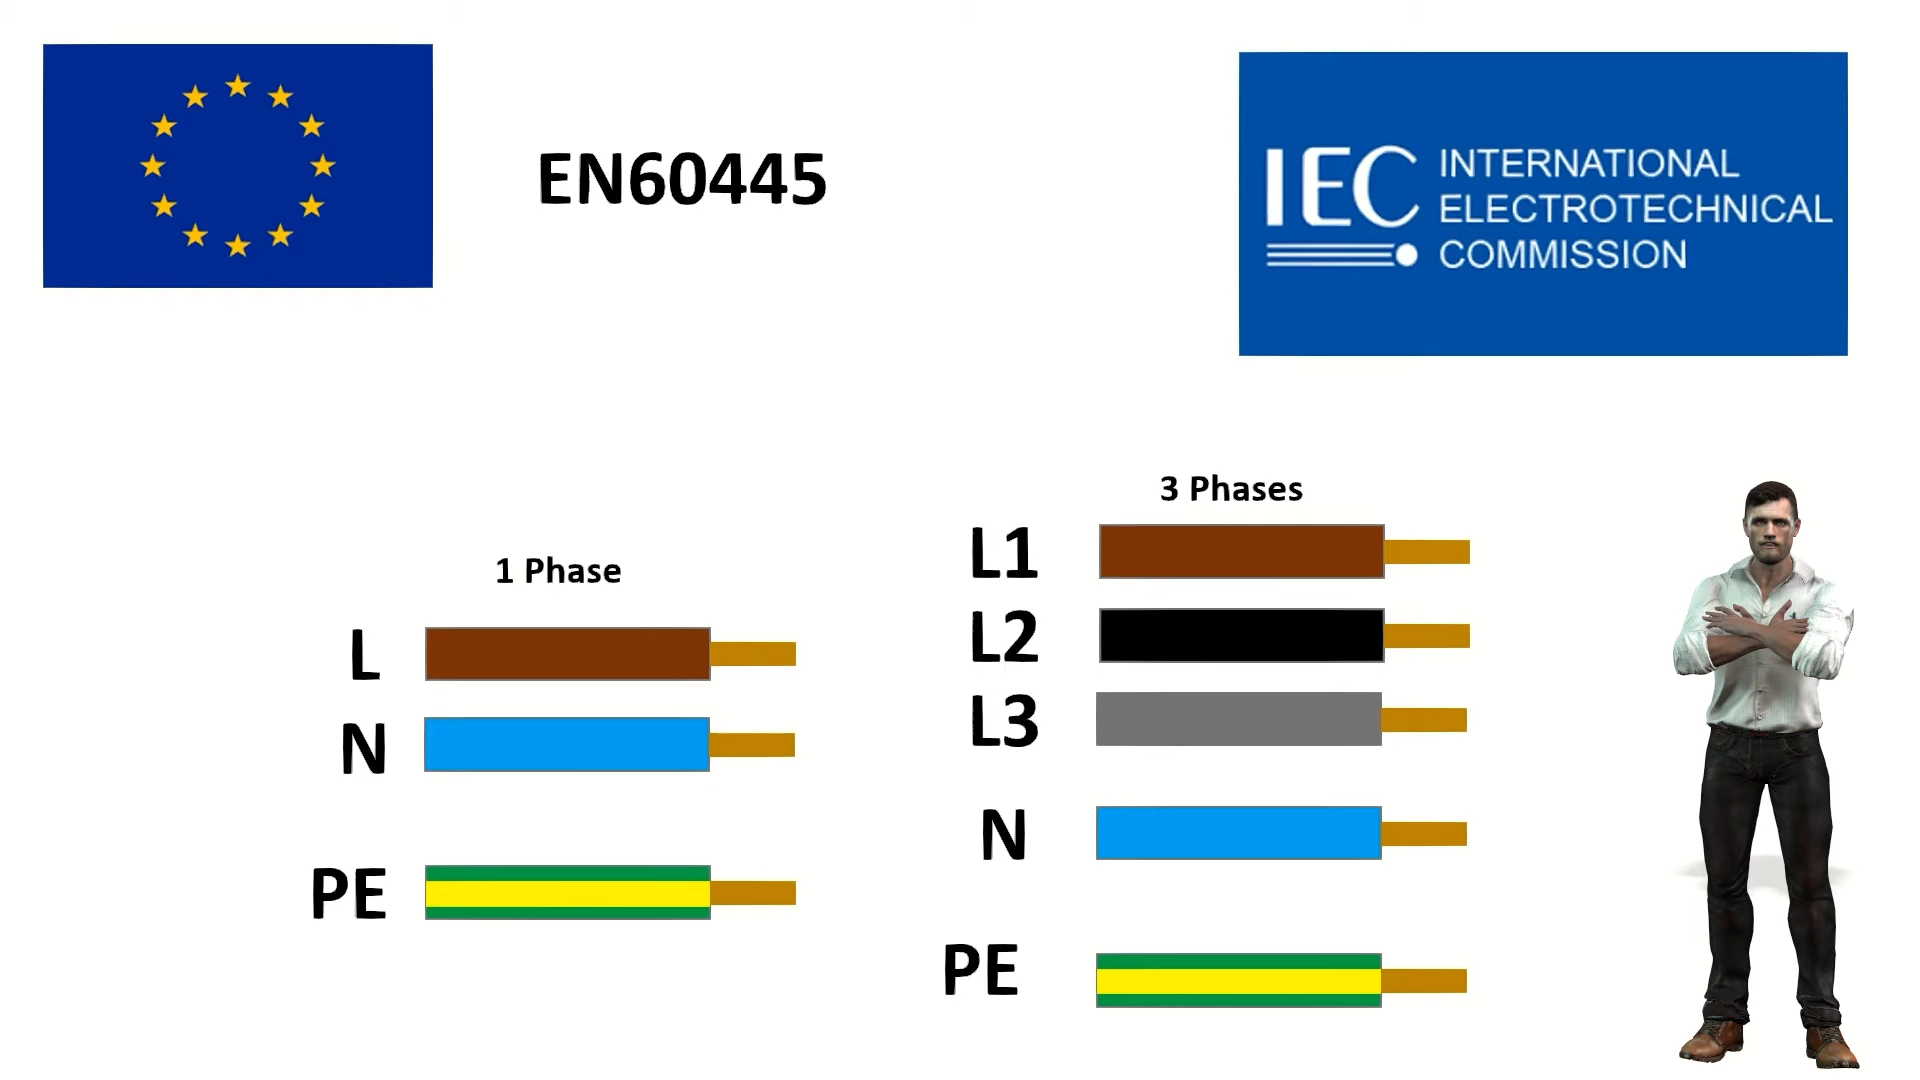 EN60445
IEC
INTERNATIONAL
ELECTROTECHNICAL
COMMISSION
1 Phase
L
N
PE
3 Phases
L1
L2
L3
N
PE